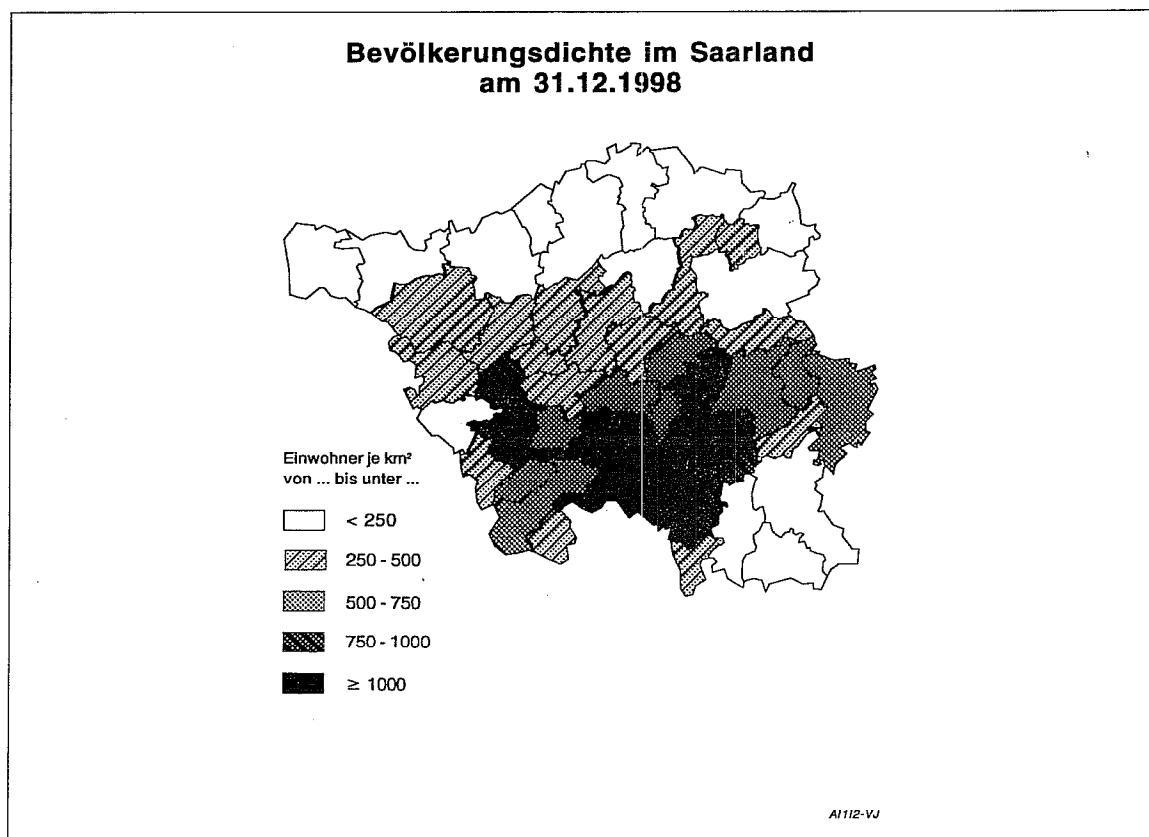 Bevölkerungsdichte im Saarland
am 31.12.1998
Einwohner je km²
von ... bis unter ...
< 250
250 - 500
500 - 750
750 - 1000
≥ 1000
AI1I2-VJ